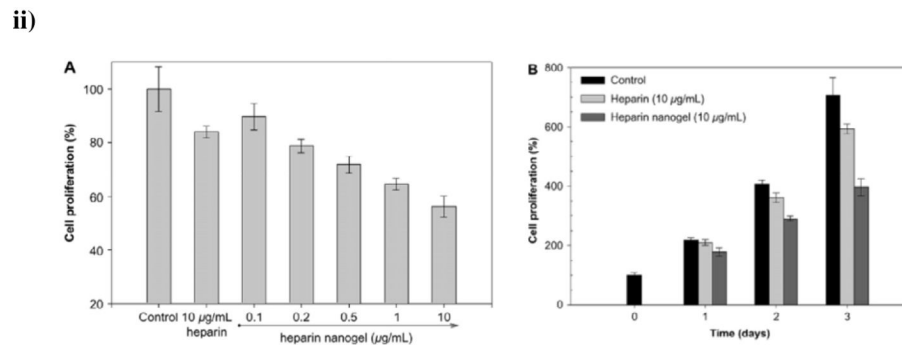 ii)
A
Cell proliferation (%)
100
80
60
40
20
Control 10 µg/mL 0.1 0.2 0.5 1 10
heparin heparin nanogel (µg/mL)
B
Cell proliferation (%)
800
600
400
200
0
Control
Heparin (10 µg/mL)
Heparin nanogel (10 µg/mL)
0 1 2 3
Time (days)